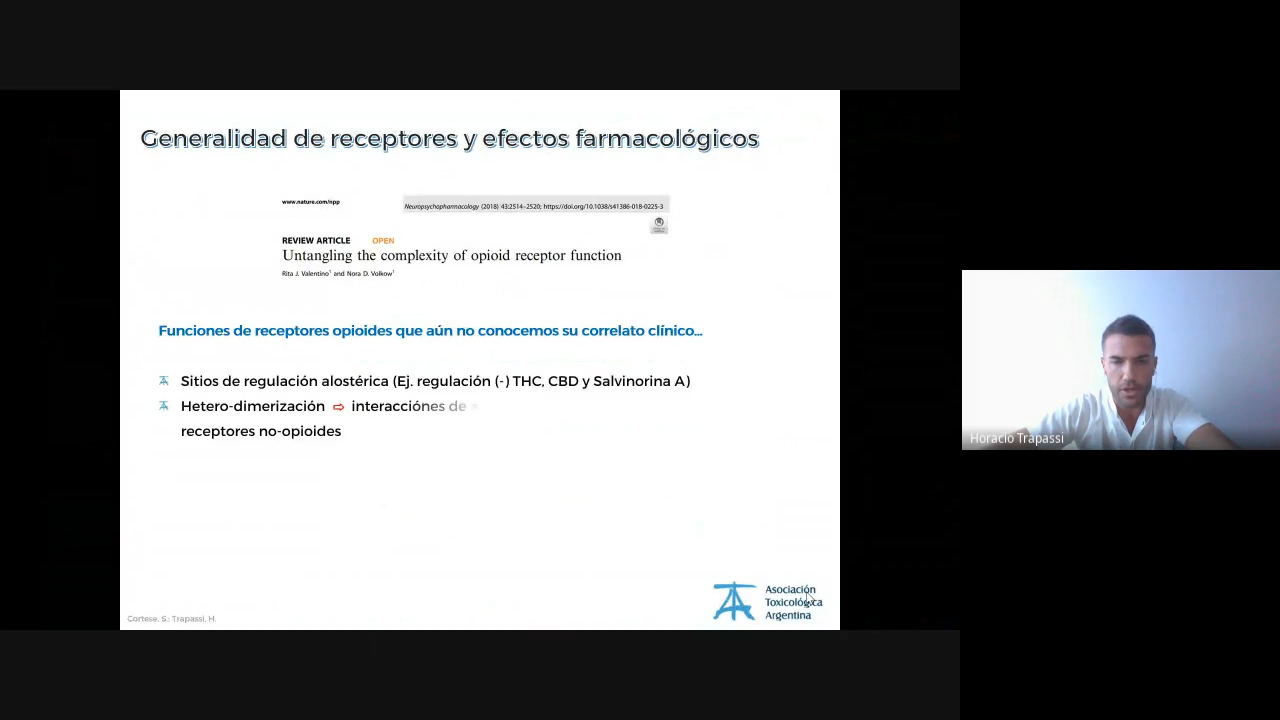 Generalidad de receptores y efectos farmacológicos
www.nature.com/npp
Neuropsychopharmacology (2018) 43:2514–2520; https://doi.org/10.1038/s41386-018-0225-3
REVIEW ARTICLE OPEN
Untangling the complexity of opioid receptor function
Rita J. Valentino1 and Nora D. Volkow1
Funciones de receptores opioides que aún no conocemos su correlato clínico...
Sitios de regulación alostérica (Ej. regulación (-) THC, CBD y Salvinorina A)
Hetero-dimerización ⇨ interacciónes de
receptores no-opioides
Horacio Trapassi
Asociación
Toxicológica
Argentina
Cortese, S.; Trapassi, H.